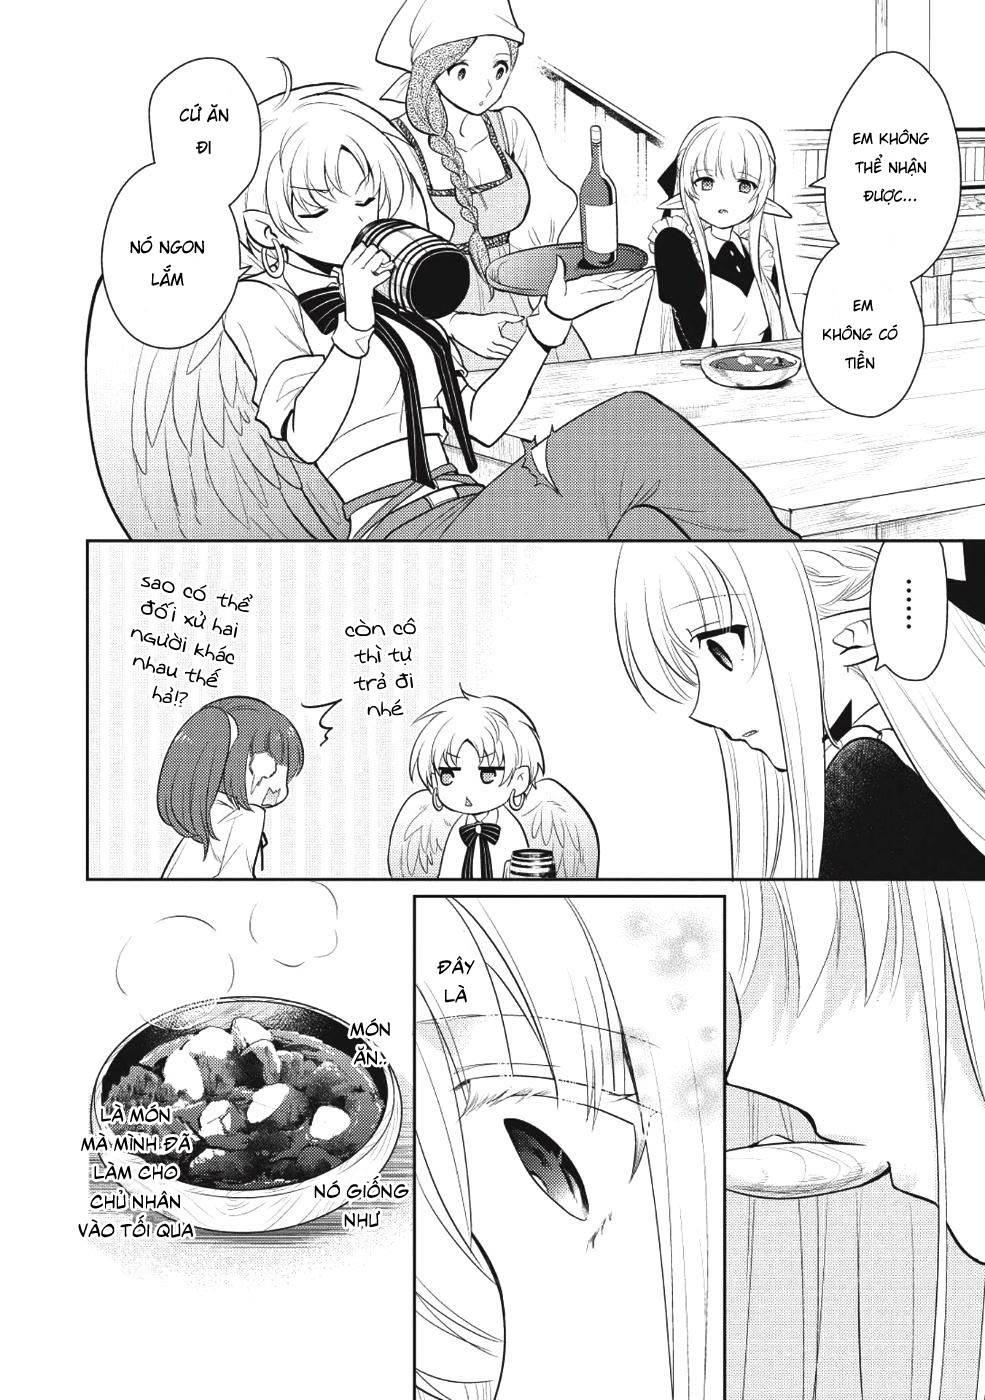 EM KHÔNG
THỂ NHẬN
ĐƯỢC...
EM
KHÔNG CÓ
TIỀN
CỨ ĂN
ĐI
NÓ NGON
LẮM
......
còn cô
thì tự
trả đi
nhé
sao có thể
đối xử hai
người khác
nhau thế
hả!?
ĐÂY
LÀ
MÓN
ĂN..
NÓ GIỐNG
NHƯ
LÀ MÓN
MÀ MÌNH ĐÃ
LÀM CHO
CHỦ NHÂN
VÀO TỐI QUA